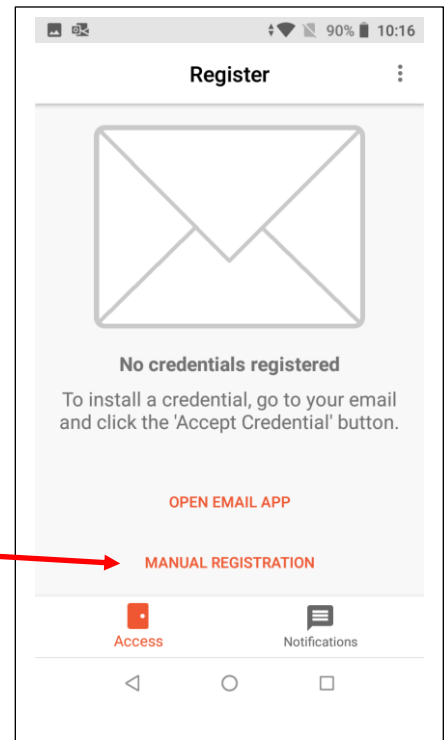 90% 10:16
Register
No credentials registered
To install a credential, go to your email
and click the 'Accept Credential' button.
OPEN EMAIL APP
MANUAL REGISTRATION
Access Notifications